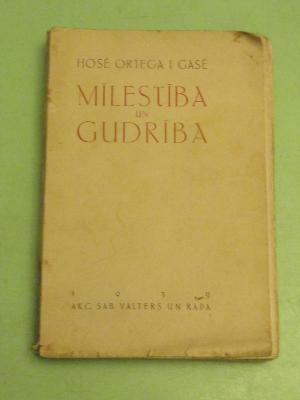 HOSĒ ORTEGA I GASĒ
MĪLESTĪBA
UN
GUDRĪBA
AKC. SAB. VALTERS UN RAPA